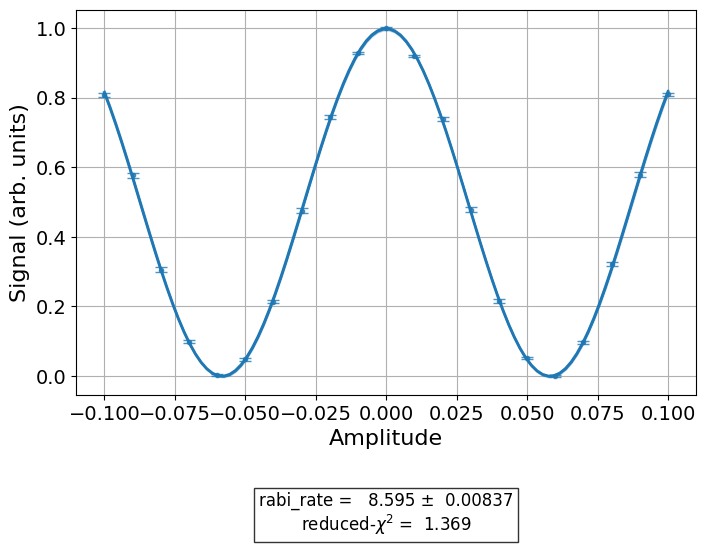 1.0
0.8
0.6
0.4
0.2
0.0
Signal (arb. units)
−0.100 −0.075 −0.050 −0.025 0.000 0.025 0.050 0.075 0.100
Amplitude
rabi_rate = 8.595 ± 0.00837
reduced-χ² = 1.369